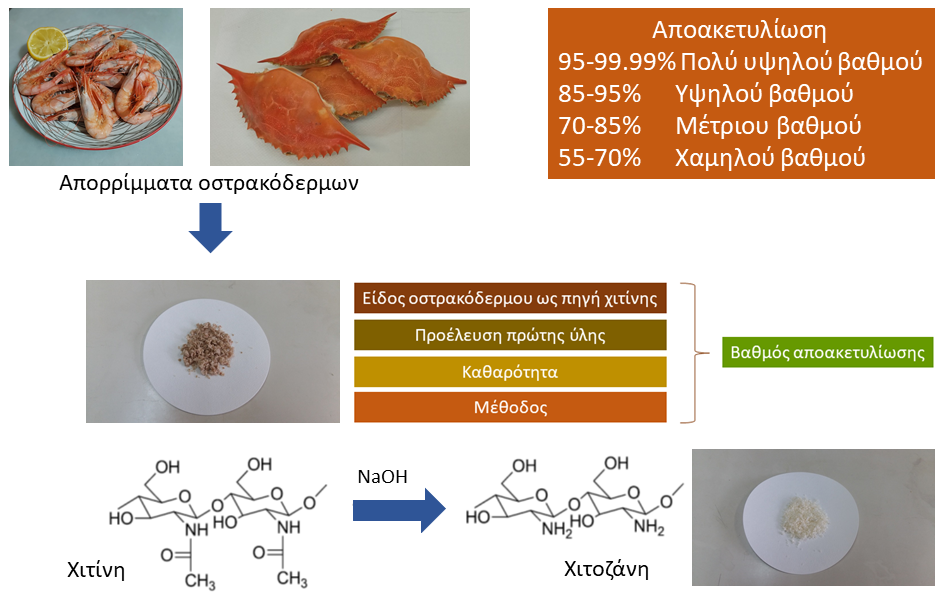 Αποακετυλίωση
95-99.99% Πολύ υψηλού βαθμού
85-95% Υψηλού βαθμού
70-85% Μέτριου βαθμού
55-70% Χαμηλού βαθμού
Απορρίμματα οστρακόδερμων
Είδος οστρακόδερμου ως πηγή χιτίνης
Προέλευση πρώτης ύλης
Καθαρότητα
Μέθοδος
Βαθμός αποακετυλίωσης
OH
OH
O
O
O
O
HO
HO
NH
NH
O
O
CH3
CH3
Χιτίνη
NaOH
OH
OH
O
O
O
O
HO
HO
NH2
NH2
Χιτοζάνη